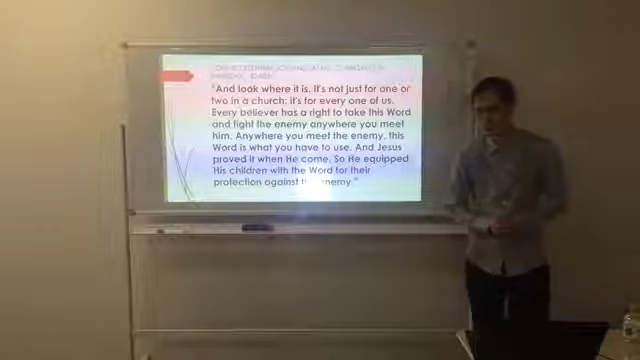 "And look where it is. It's not just for one or
two in a church; it's for every one of us.
Every believer has a right to take this Word
and fight the enemy anywhere you meet
him. Anywhere you meet the enemy, this
Word is what you have to use. And Jesus
proved it when He come. So He equipped
His children with the Word for their
protection against the enemy."